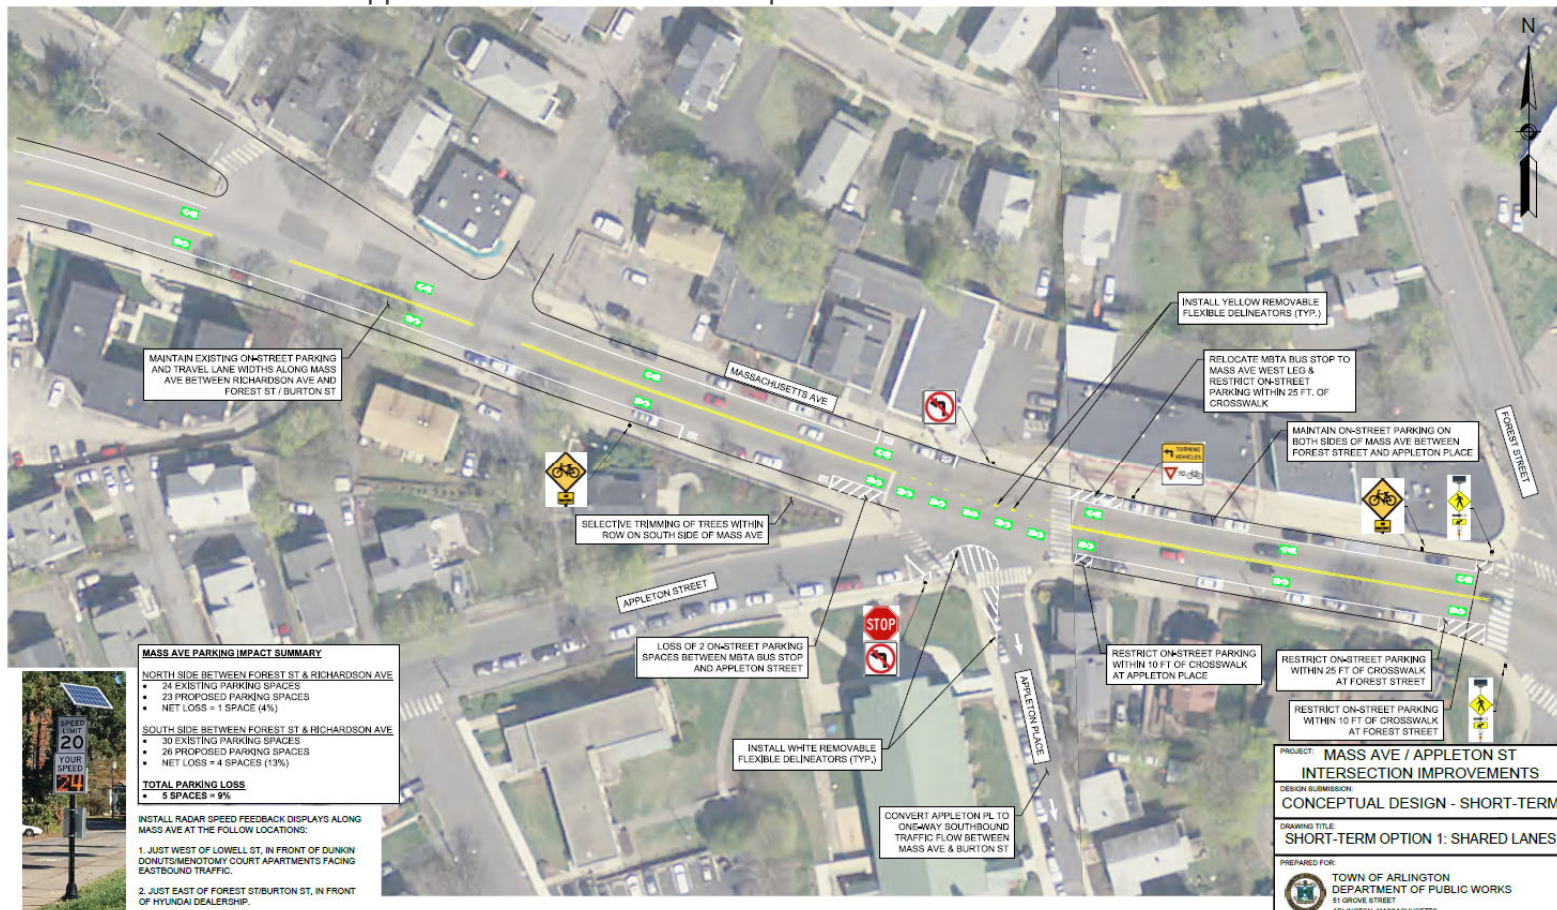 N
INSTALL YELLOW REMOVABLE
FLEXIBLE DELINEATORS (TYP.)
RELOCATE MBTA BUS STOP TO
MASS AVE WEST LEG &
RESTRICT ON-STREET
PARKING WITHIN 25 FT. OF
CROSSWALK
MAINTAIN EXISTING ON-STREET PARKING
AND TRAVEL LANE WIDTHS ALONG MASS
AVE BETWEEN RICHARDSON AVE AND
FOREST ST / BURTON ST
MASSACHUSETTS AVE
MAINTAIN ON-STREET PARKING ON
BOTH SIDES OF MASS AVE BETWEEN
FOREST STREET AND APPLETON PLACE
FOREST STREET
TURNING
VEHICLES
TO
SELECTIVE TRIMMING OF TREES WITHIN
ROW ON SOUTH SIDE OF MASS AVE
APPLETON STREET
STOP
LOSS OF 2 ON-STREET PARKING
SPACES BETWEEN MBTA BUS STOP
AND APPLETON STREET
APPLETON PLACE
RESTRICT ON-STREET PARKING
WITHIN 10 FT OF CROSSWALK
AT APPLETON PLACE
RESTRICT ON-STREET PARKING
WITHIN 25 FT OF CROSSWALK
AT FOREST STREET
RESTRICT ON-STREET PARKING
WITHIN 10 FT OF CROSSWALK
AT FOREST STREET
INSTALL WHITE REMOVABLE
FLEXIBLE DELINEATORS (TYP.)
CONVERT APPLETON PL TO
ONE-WAY SOUTHBOUND
TRAFFIC FLOW BETWEEN
MASS AVE & BURTON ST
MASS AVE PARKING IMPACT SUMMARY
NORTH SIDE BETWEEN FOREST ST & RICHARDSON AVE
• 24 EXISTING PARKING SPACES
• 23 PROPOSED PARKING SPACES
• NET LOSS = 1 SPACE (4%)
SOUTH SIDE BETWEEN FOREST ST & RICHARDSON AVE
• 30 EXISTING PARKING SPACES
• 26 PROPOSED PARKING SPACES
• NET LOSS = 4 SPACES (13%)
TOTAL PARKING LOSS
• 5 SPACES = 9%
INSTALL RADAR SPEED FEEDBACK DISPLAYS ALONG
MASS AVE AT THE FOLLOW LOCATIONS:
1. JUST WEST OF LOWELL ST, IN FRONT OF DUNKIN
DONUTS/MENOTOMY COURT APARTMENTS FACING
EASTBOUND TRAFFIC.
2. JUST EAST OF FOREST ST/BURTON ST, IN FRONT
OF HYUNDAI DEALERSHIP.
SPEED
LIMIT
20
YOUR
SPEED
24
PROJECT:
MASS AVE / APPLETON ST
INTERSECTION IMPROVEMENTS
DESIGN SUBMISSION:
CONCEPTUAL DESIGN - SHORT-TERM
DRAWING TITLE:
SHORT-TERM OPTION 1: SHARED LANES
PREPARED FOR:
TOWN OF ARLINGTON
DEPARTMENT OF PUBLIC WORKS
51 GROVE STREET